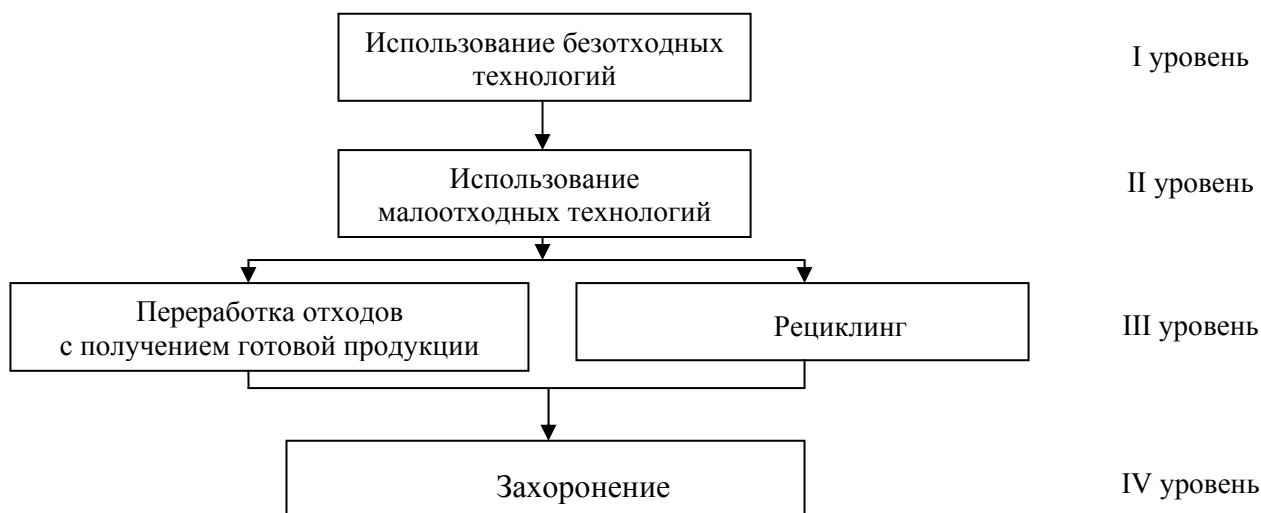 Использование безотходных
технологий
I уровень
Использование
малоотходных технологий
II уровень
Переработка отходов
с получением готовой продукции
Рециклинг
III уровень
Захоронение
IV уровень